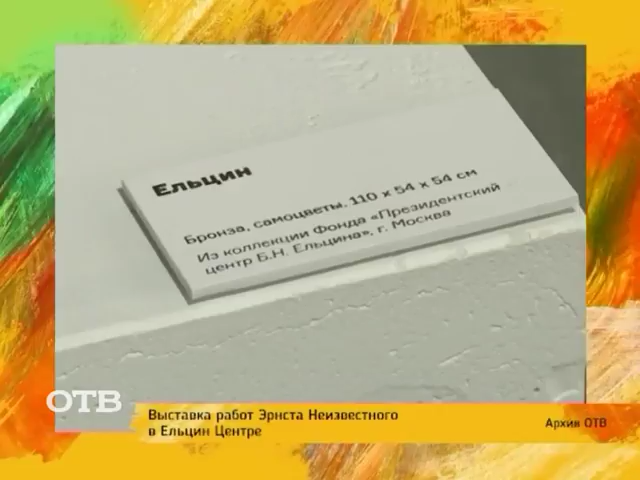 Ельцин
Бронза, самоцветы. 110 x 54 x 54 см
Из коллекции Фонда «Президентский
центр Б.Н. Ельцина», г. Москва
ОТВ
Выставка работ Эрнста Неизвестного
в Ельцин Центре
Архив ОТВ